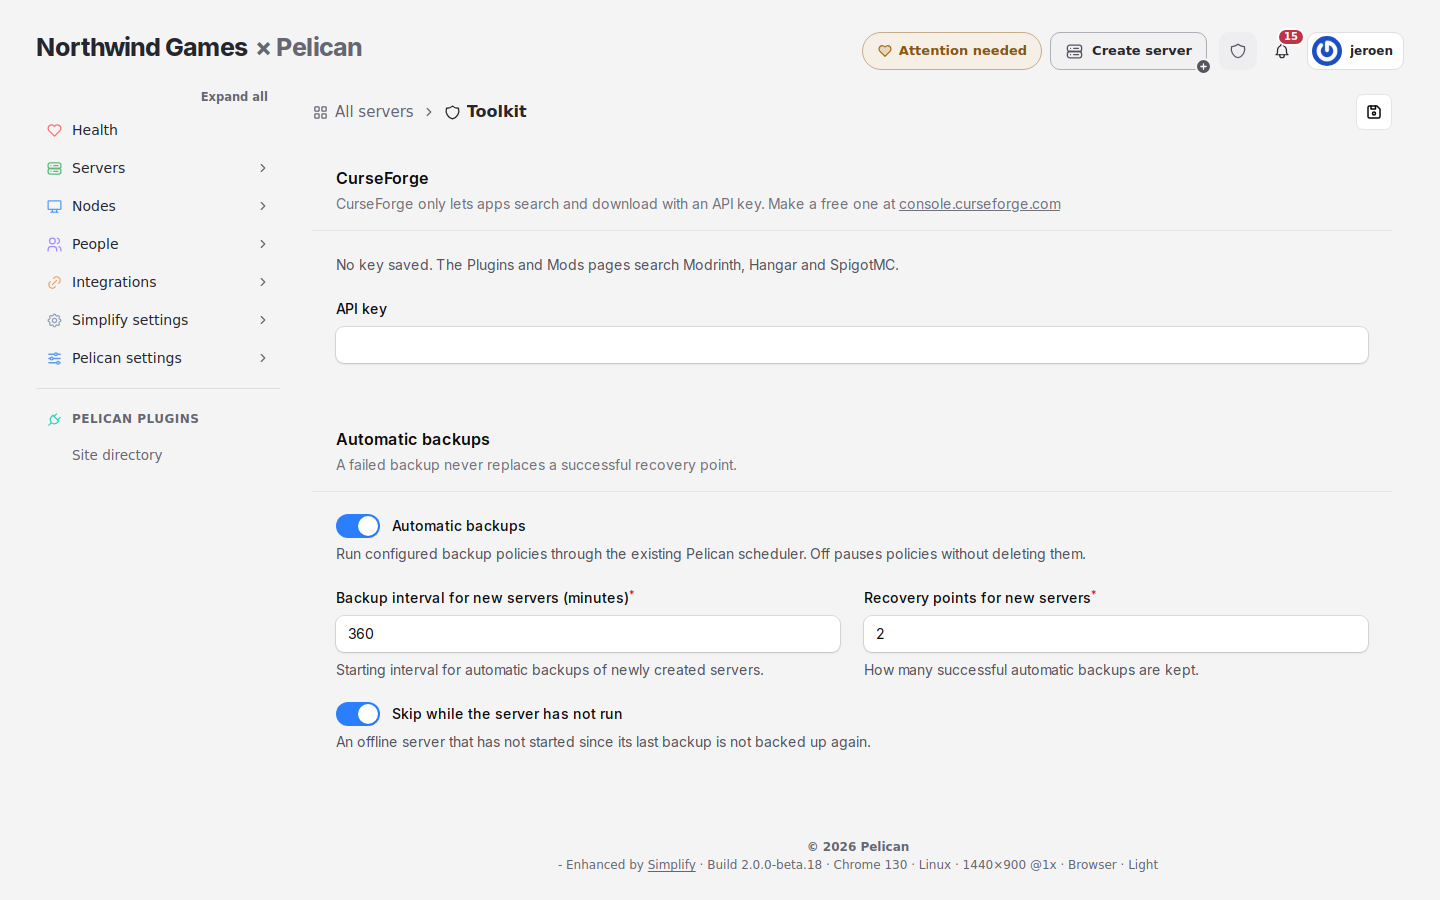 Northwind Games × Pelican
Attention needed
Create server
15
jeroen
Expand all
Health
Servers
Nodes
People
Integrations
Simplify settings
Pelican settings
PELICAN PLUGINS
Site directory
All servers
Toolkit
CurseForge
CurseForge only lets apps search and download with an API key. Make a free one at console.curseforge.com
No key saved. The Plugins and Mods pages search Modrinth, Hangar and SpigotMC.
API key
Automatic backups
A failed backup never replaces a successful recovery point.
Automatic backups
Run configured backup policies through the existing Pelican scheduler. Off pauses policies without deleting them.
Backup interval for new servers (minutes)*
360
Starting interval for automatic backups of newly created servers.
Recovery points for new servers*
2
How many successful automatic backups are kept.
Skip while the server has not run
An offline server that has not started since its last backup is not backed up again.
© 2026 Pelican
- Enhanced by Simplify · Build 2.0.0-beta.18 · Chrome 130 · Linux · 1440×900 @1x · Browser · Light